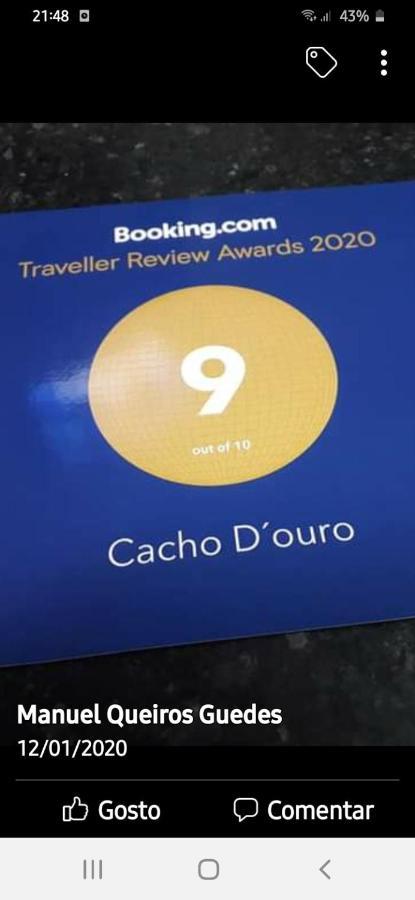 21:48
43%
Booking.com
Traveller Review Awards 2020
9
out of 10
Cacho D´ouro
Manuel Queiros Guedes
12/01/2020
Gosto
Comentar